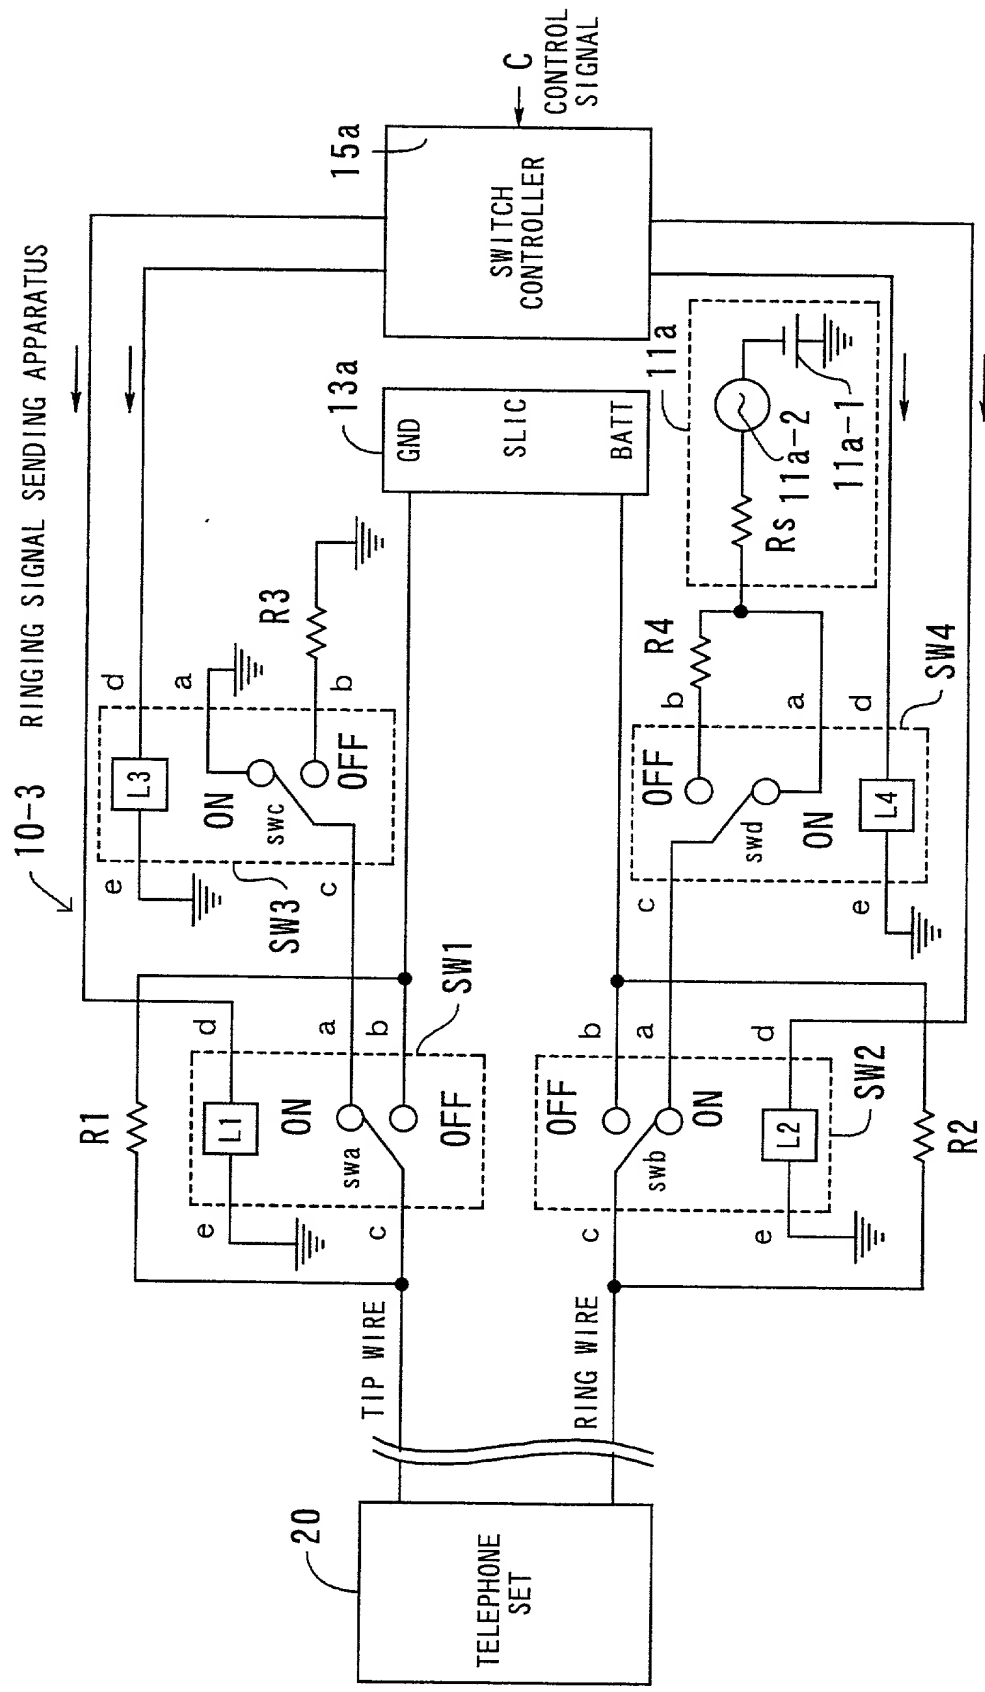 10-3 RINGING SIGNAL SENDING APPARATUS
R1
d
L1
e
ON
swa
OFF
a
b
c
SW1
d
L3
e
ON
swc
OFF
a
b
c
SW3
R3
13a
GND
SLIC
BATT
15a
SWITCH
CONTROLLER
C
CONTROL
SIGNAL
20
TELEPHONE
SET
TIP WIRE
RING WIRE
OFF
swb
ON
b
a
c
d
L2
e
SW2
R2
OFF
swd
ON
b
a
c
d
L4
e
SW4
R4
11a
Rs
11a-2
11a-1